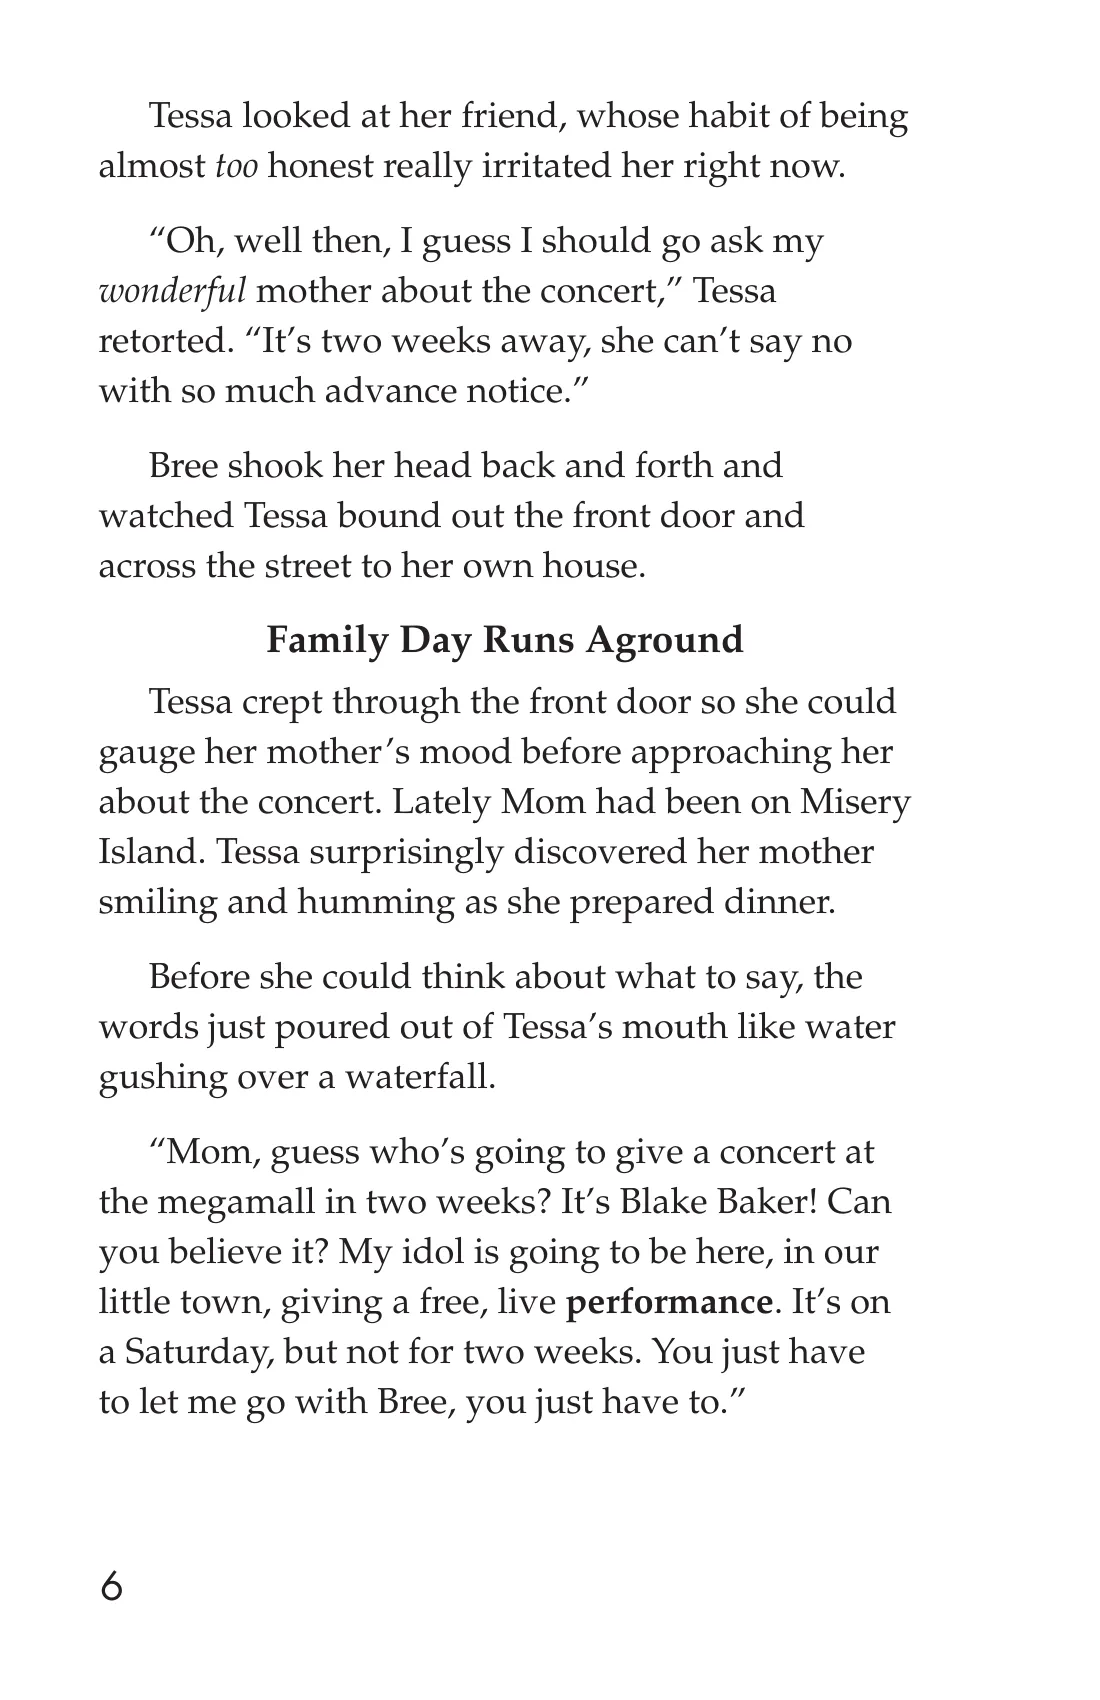 Tessa looked at her friend, whose habit of being
almost too honest really irritated her right now.
“Oh, well then, I guess I should go ask my
wonderful mother about the concert,” Tessa
retorted. “It’s two weeks away, she can’t say no
with so much advance notice.”
Bree shook her head back and forth and
watched Tessa bound out the front door and
across the street to her own house.
Family Day Runs Aground
Tessa crept through the front door so she could
gauge her mother’s mood before approaching her
about the concert. Lately Mom had been on Misery
Island. Tessa surprisingly discovered her mother
smiling and humming as she prepared dinner.
Before she could think about what to say, the
words just poured out of Tessa’s mouth like water
gushing over a waterfall.
“Mom, guess who’s going to give a concert at
the megamall in two weeks? It’s Blake Baker! Can
you believe it? My idol is going to be here, in our
little town, giving a free, live performance. It’s on
a Saturday, but not for two weeks. You just have
to let me go with Bree, you just have to.”
6